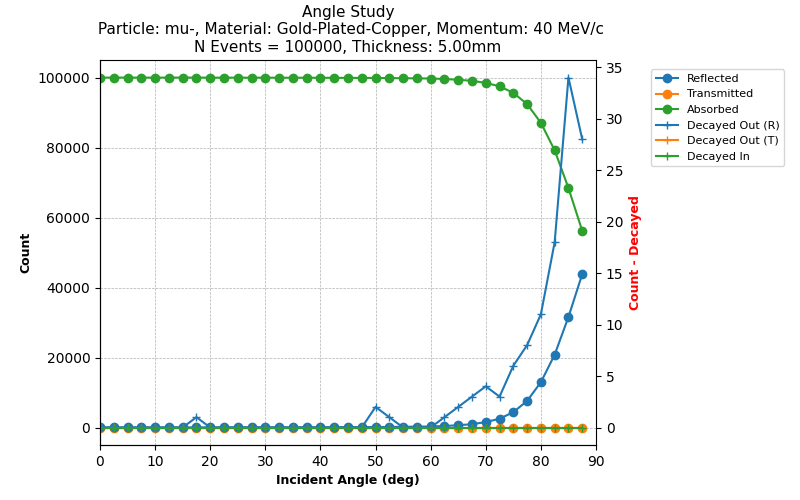 Angle Study
Particle: mu-, Material: Gold-Plated-Copper, Momentum: 40 MeV/c
N Events = 100000, Thickness: 5.00mm
100000
80000
60000
40000
20000
0
Count
0 10 20 30 40 50 60 70 80 90
Incident Angle (deg)
35
30
25
20
15
10
5
0
Count - Decayed
Reflected
Transmitted
Absorbed
Decayed Out (R)
Decayed Out (T)
Decayed In